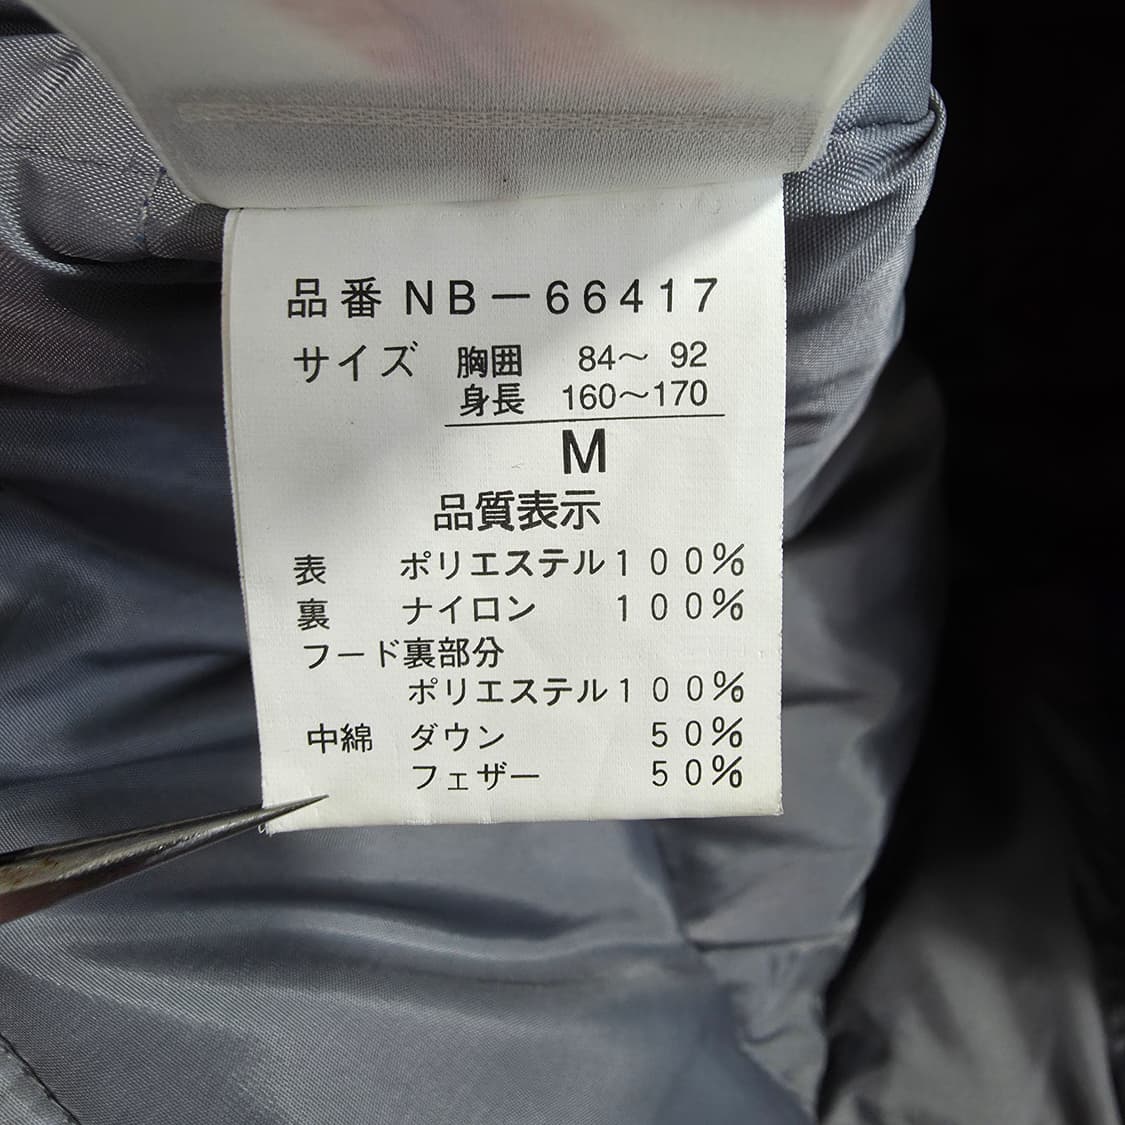 品番 NB－66417
サイズ 胸囲 84～ 92
身長 160～170
M
品質表示
表 ポリエステル100%
裏 ナイロン 100%
フード裏部分
ポリエステル100%
中綿 ダウン 50%
フェザー 50%